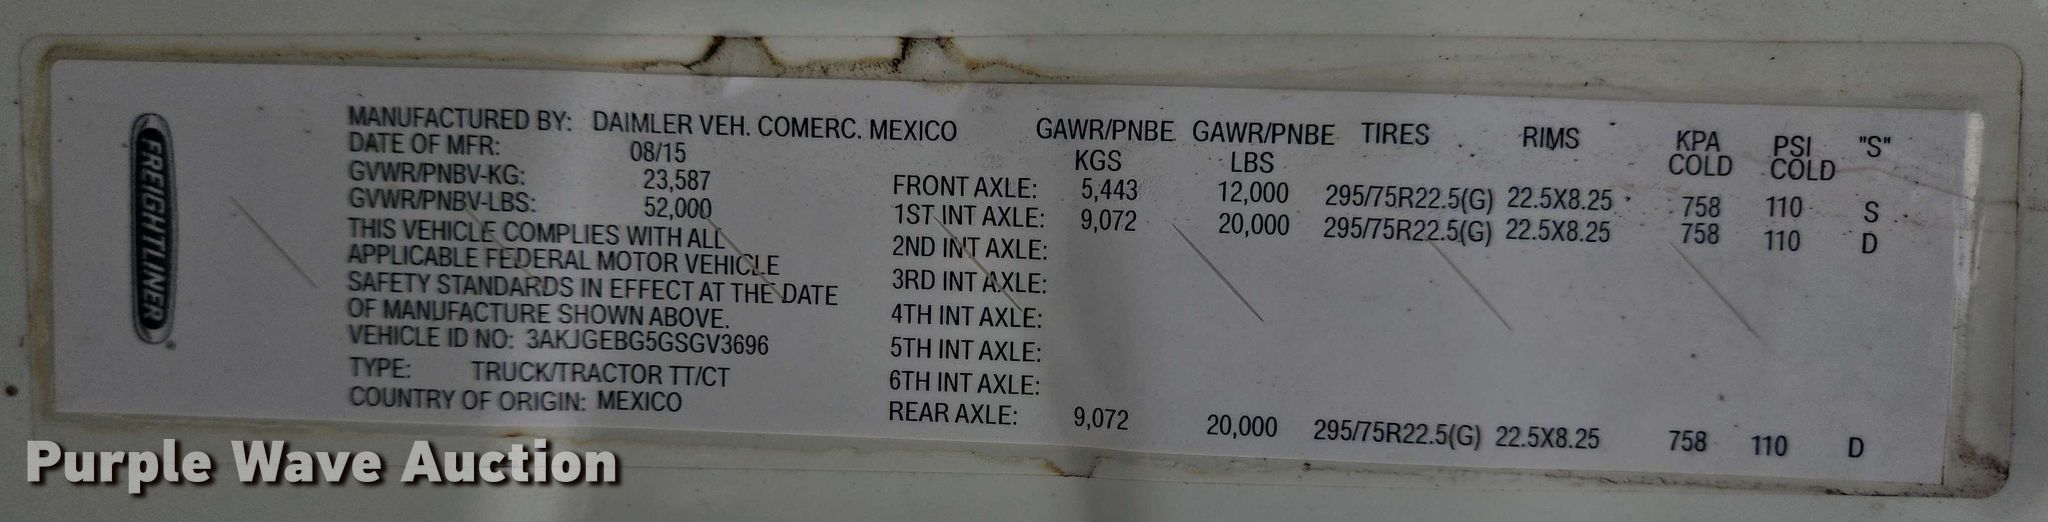 FREIGHTLINER®
MANUFACTURED BY: DAIMLER VEH. COMERC. MEXICO
DATE OF MFR: 08/15
GVWR/PNBV-KG: 23,587
GVWR/PNBV-LBS: 52,000
THIS VEHICLE COMPLIES WITH ALL
APPLICABLE FEDERAL MOTOR VEHICLE
SAFETY STANDARDS IN EFFECT AT THE DATE
OF MANUFACTURE SHOWN ABOVE.
VEHICLE ID NO: 3AKJGEBG5GSGV3696
TYPE: TRUCK/TRACTOR TT/CT
COUNTRY OF ORIGIN: MEXICO
GAWR/PNBE GAWR/PNBE TIRES RIMS KPA PSI "S"
KGS LBS COLD COLD
FRONT AXLE: 5,443 12,000 295/75R22.5(G) 22.5X8.25 758 110 S
1ST INT AXLE: 9,072 20,000 295/75R22.5(G) 22.5X8.25 758 110 D
2ND INT AXLE:
3RD INT AXLE:
4TH INT AXLE:
5TH INT AXLE:
6TH INT AXLE:
REAR AXLE: 9,072 20,000 295/75R22.5(G) 22.5X8.25 758 110 D
Purple Wave Auction